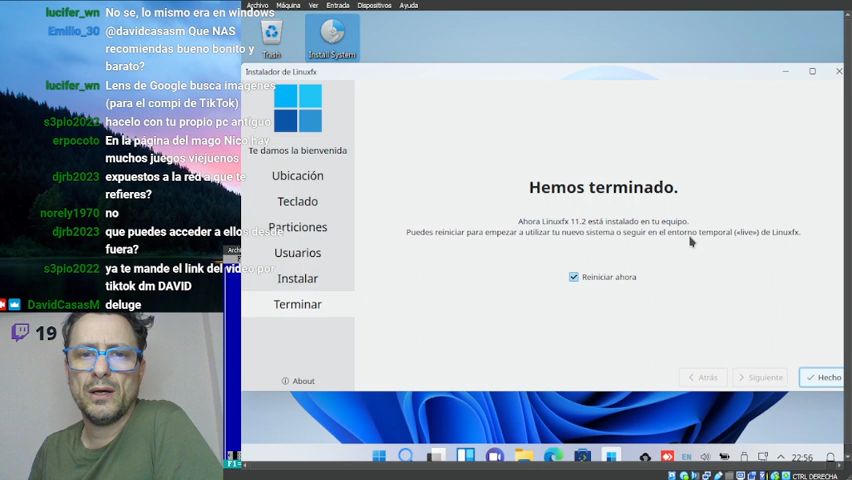 lucifer_wn No se, lo mismo era en windows
Emilio_30 @davidcasasm Que NAS
recomiendas bueno bonito y
barato?
lucifer_wn Lens de Google busca imagenes
(para el compi de TikTok)
s3pio2022 hacelo con tu propio pc antiguo
erpocoto En la página del mago Nico hay
muchos juegos viejunos
djrb2023 expuestos a la red a que te
refieres?
norely1970 no
djrb2023 que puedes acceder a ellos desde
fuera?
s3pio2022 ya te mande el link del video por
tiktok dm DAVID
DavidCasasM deluge
19
Archivo Máquina Ver Entrada Dispositivos Ayuda
Trash
Install System
Instalador de Linuxfx
Te damos la bienvenida
Ubicación
Teclado
Particiones
Usuarios
Instalar
Terminar
About
Hemos terminado.
Ahora Linuxfx 11.2 está instalado en tu equipo.
Puedes reiniciar para empezar a utilizar tu nuevo sistema o seguir en el entorno temporal («live») de Linuxfx.
Reiniciar ahora
Atrás
Siguiente
Hecho
Archi
F1=
EN
22:56
CTRL DERECHA